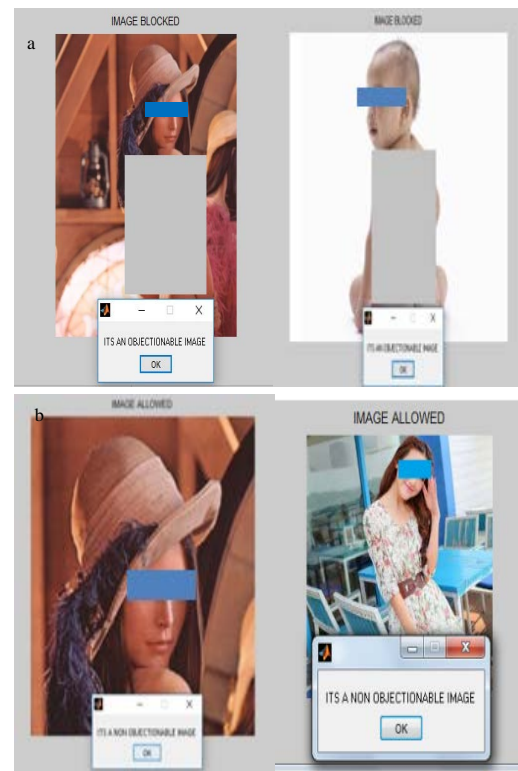 IMAGE BLOCKED
IMAGE BLOCKED
a
ITS AN OBJECTIONABLE IMAGE
OK
ITS AN OBJECTIONABLE IMAGE
OK
IMAGE ALLOWED
b
IMAGE ALLOWED
ITS A NON OBJECTIONABLE IMAGE
OK
ITS A NON OBJECTIONABLE IMAGE
OK